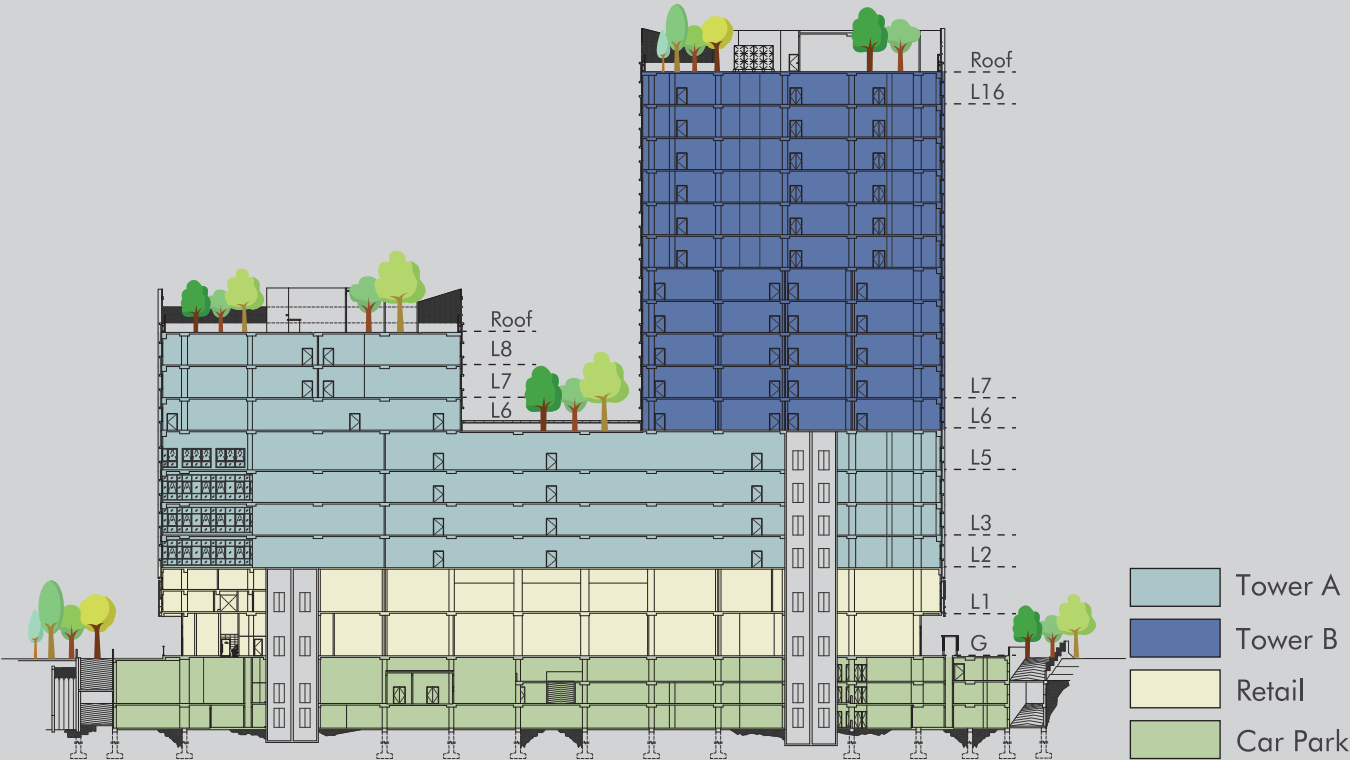 Roof
L16
Roof
L8
L7
L6
L7
L6
L5
L3
L2
L1
G
Tower A
Tower B
Retail
Car Park